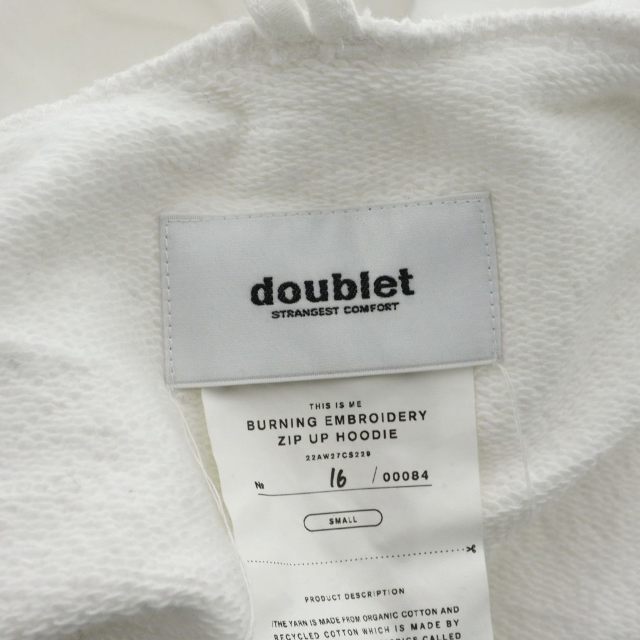 doublet
STRANGEST COMFORT
THIS IS ME
BURNING EMBROIDERY
ZIP UP HOODIE
22AW27CS229
№ 16 / 00084
SMALL
PRODUCT DESCRIPTION
THE YARN IS MADE FROM ORGANIC COTTON AND
RECYCLED COTTON WHICH IS MADE BY
CALLED